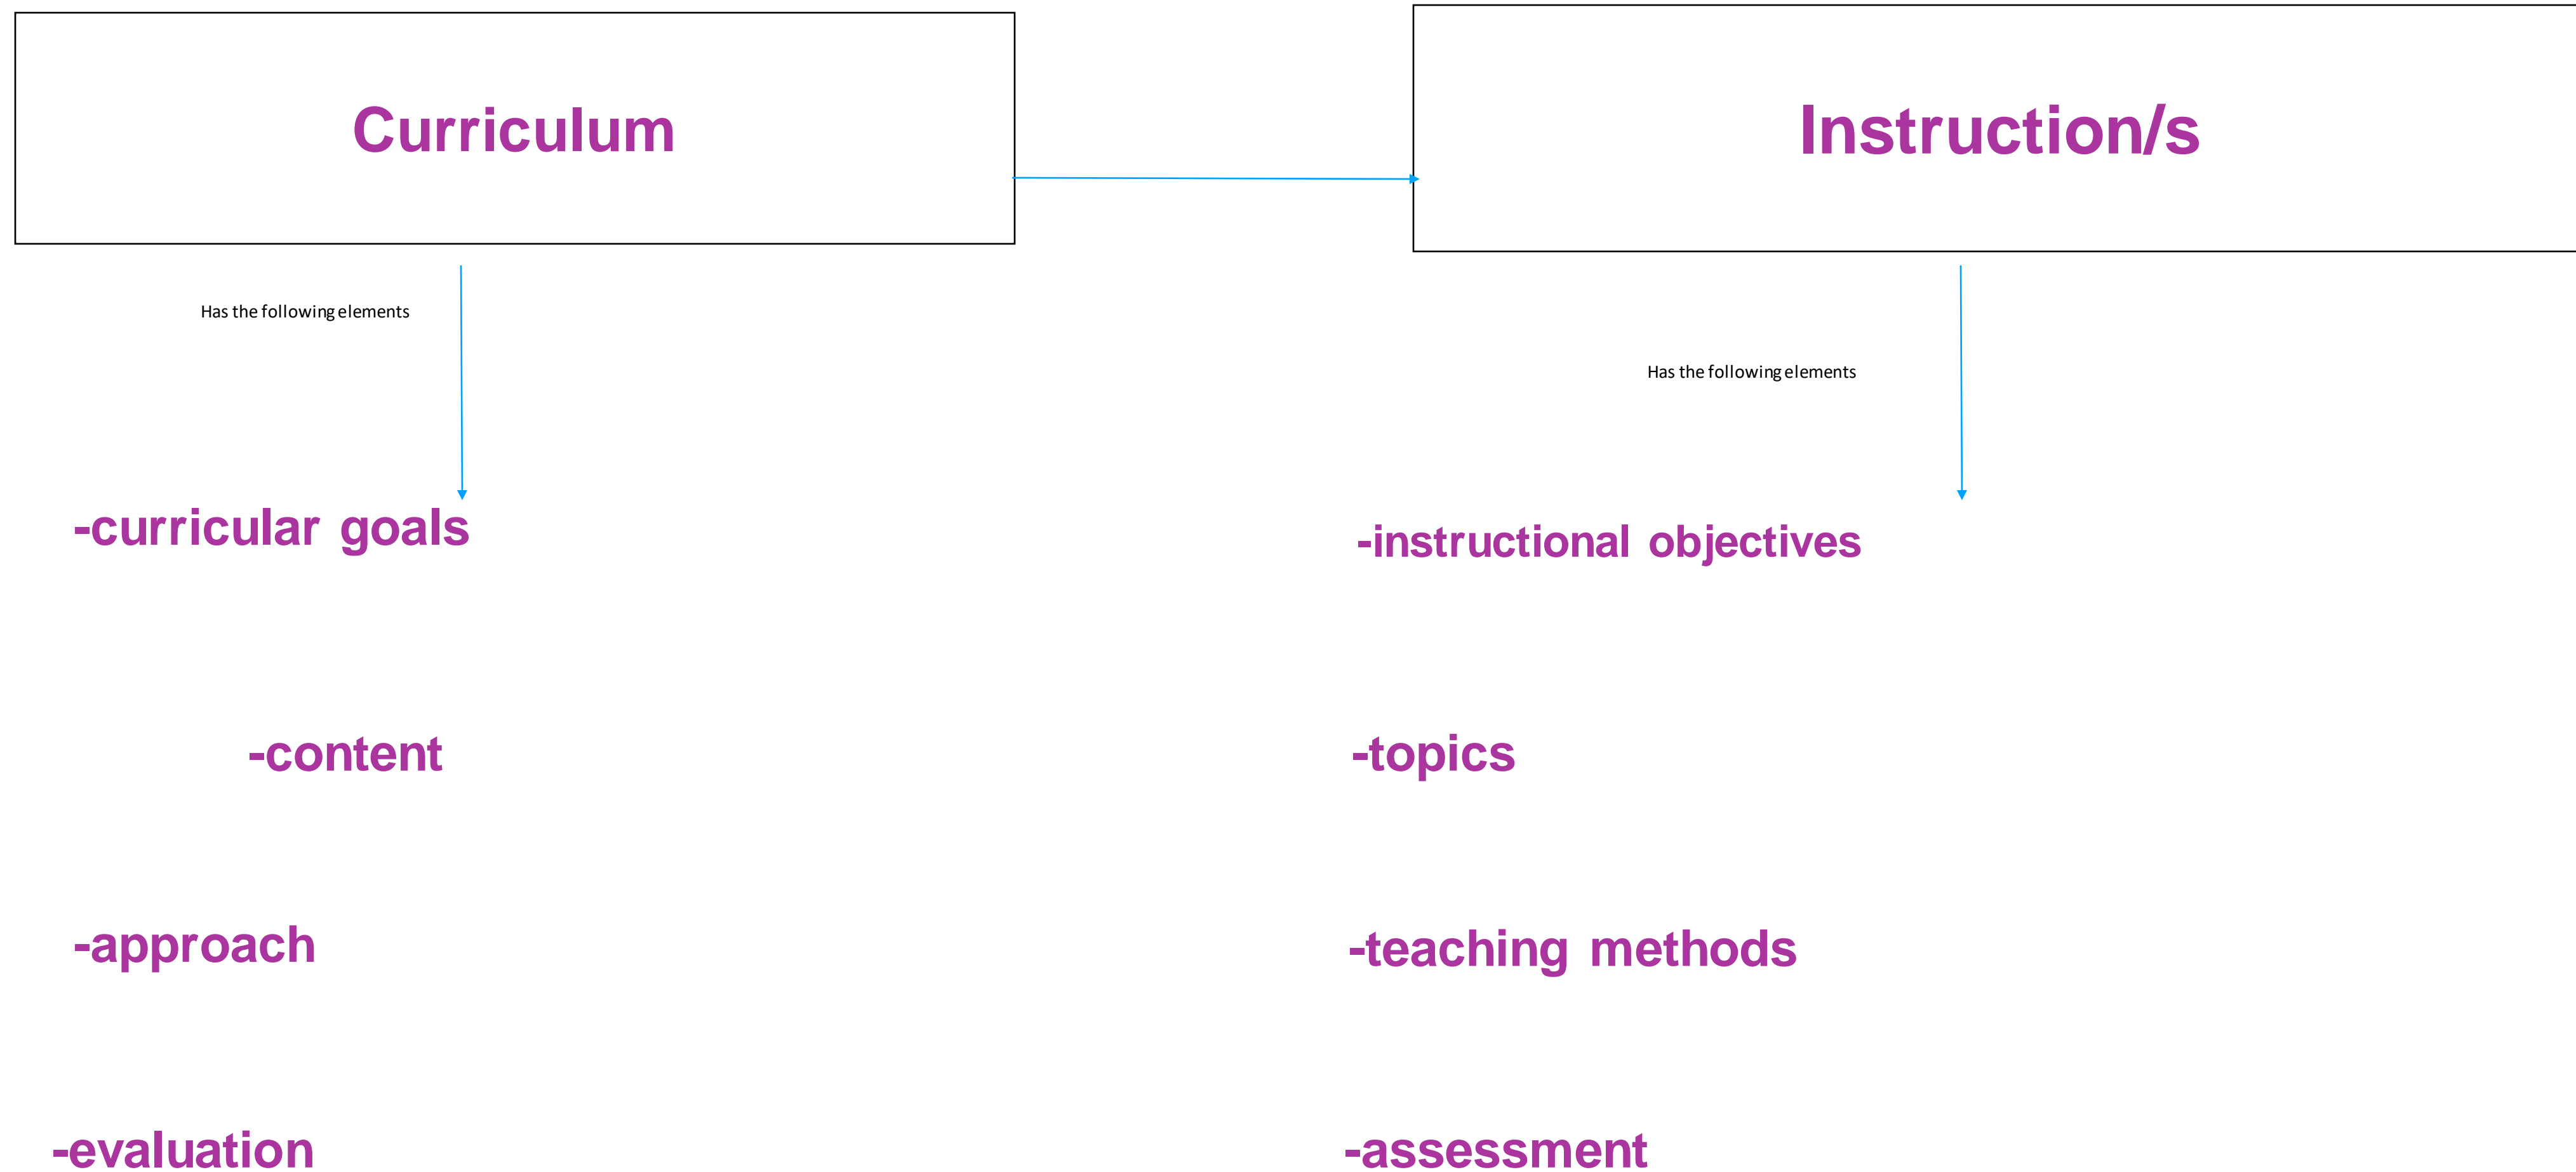 Curriculum
Instruction/s
Has the following elements
Has the following elements
-curricular goals
-instructional objectives
-content
-topics
-approach
-teaching methods
-evaluation
-assessment